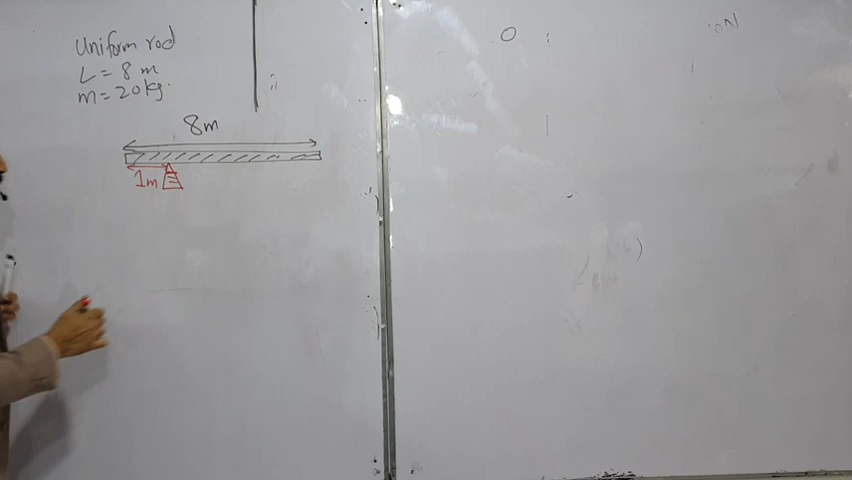 Uniform rod
L = 8 m
m = 20 kg.
8m
1m